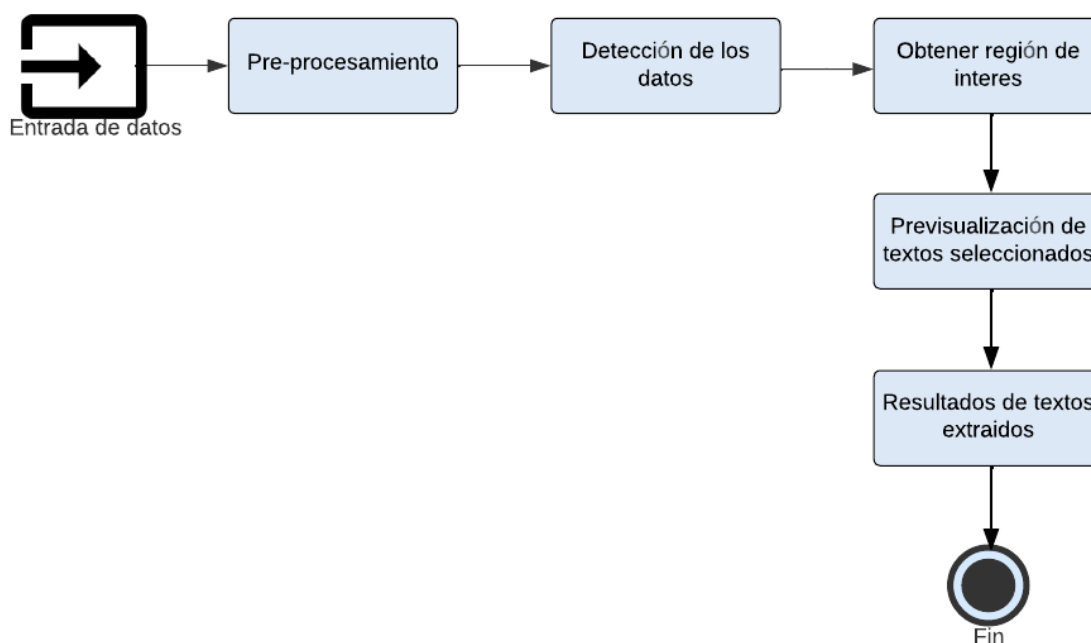 Entrada de datos
Pre-procesamiento
Detección de los
datos
Obtener región de
interes
Previsualización de
textos seleccionados
Resultados de textos
extraidos
Fin